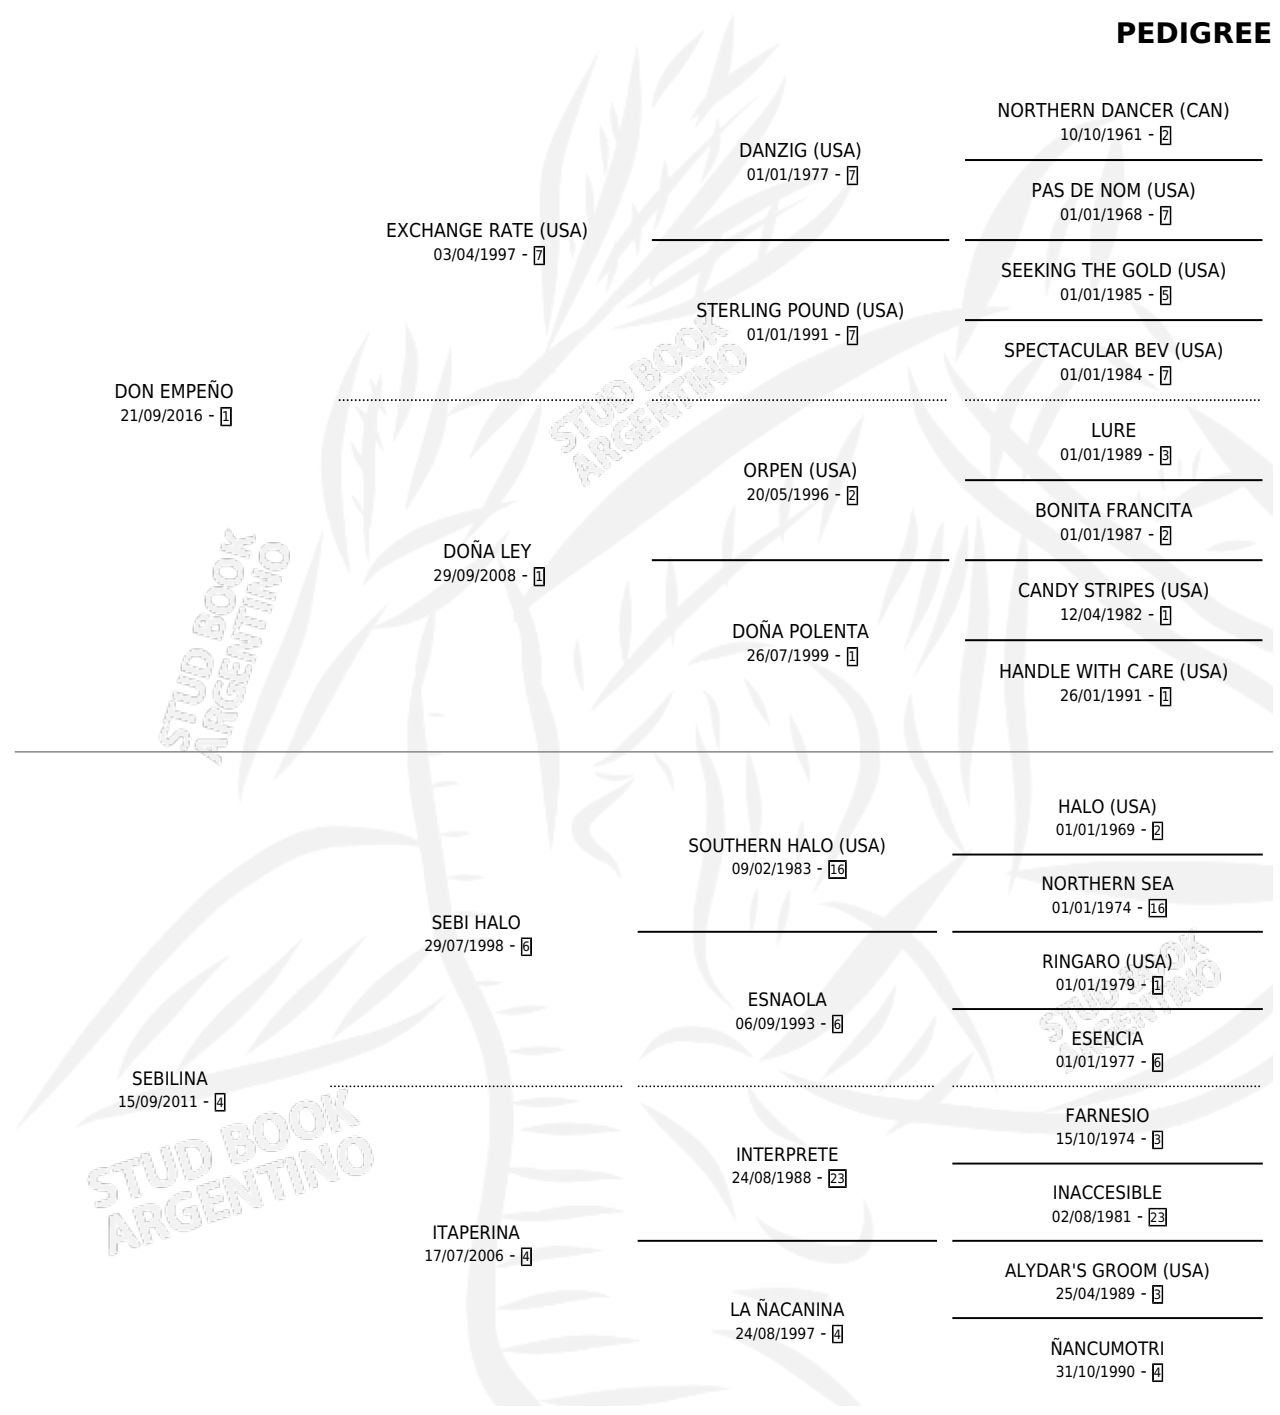 PEDIGREE
NORTHERN DANCER (CAN)
10/10/1961 - 2
DANZIG (USA)
01/01/1977 - 7
PAS DE NOM (USA)
01/01/1968 - 7
EXCHANGE RATE (USA)
03/04/1997 - 7
SEEKING THE GOLD (USA)
01/01/1985 - 5
STERLING POUND (USA)
01/01/1991 - 7
SPECTACULAR BEV (USA)
01/01/1984 - 7
DON EMPEÑO
21/09/2016 - 1
LURE
01/01/1989 - 3
ORPEN (USA)
20/05/1996 - 2
BONITA FRANCITA
01/01/1987 - 2
DOÑA LEY
29/09/2008 - 1
CANDY STRIPES (USA)
12/04/1982 - 1
DOÑA POLENTA
26/07/1999 - 1
HANDLE WITH CARE (USA)
26/01/1991 - 1
HALO (USA)
01/01/1969 - 2
SOUTHERN HALO (USA)
09/02/1983 - 16
NORTHERN SEA
01/01/1974 - 16
SEBI HALO
29/07/1998 - 6
RINGARO (USA)
01/01/1979 - 1
ESNAOLA
06/09/1993 - 6
ESENCIA
01/01/1977 - 6
SEBILINA
15/09/2011 - 4
FARNESIO
15/10/1974 - 3
INTERPRETE
24/08/1988 - 23
INACCESIBLE
02/08/1981 - 23
ITAPERINA
17/07/2006 - 4
ALYDAR'S GROOM (USA)
25/04/1989 - 3
LA ÑACANINA
24/08/1997 - 4
ÑANCUMOTRI
31/10/1990 - 4
STUD BOOK
ARGENTINO
STUD BOOK
ARGENTINO
STUD BOOK
ARGENTINO
STUD BOOK
ARGENTINO